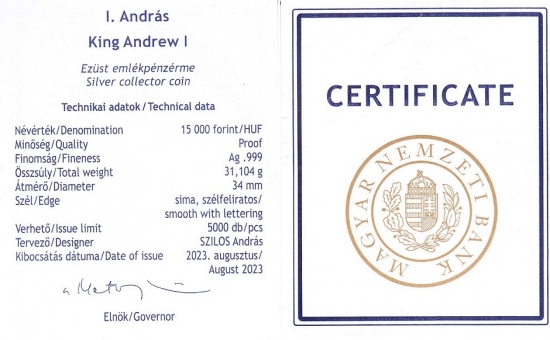 I. András
King Andrew I
Ezüst emlékpénzérme
Silver collector coin
Technikai adatok/Technical data
Névérték/Denomination 15 000 forint/HUF
Minőség/Quality Proof
Finomság/Fineness Ag .999
Összsúly/Total weight 31,104 g
Átmérő/Diameter 34 mm
Szél/Edge sima, szélfeliratos/
smooth with lettering
Verhető/Issue limit 5000 db/pcs
Tervező/Designer SZILOS András
Kibocsátás dátuma/Date of issue 2023. augusztus/
August 2023
Elnök/Governor
CERTIFICATE
MAGYAR NEMZETI BANK